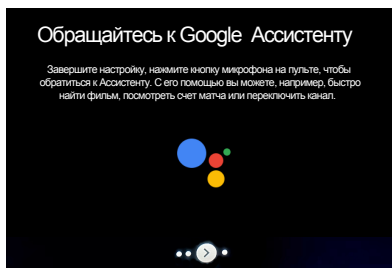 Обращайтесь к Google Ассистенту
Завершите настройку, нажмите кнопку микрофона на пульте, чтобы
обратиться к Ассистенту. С его помощью вы можете, например, быстро
найти фильм, посмотреть счет матча или переключить канал.